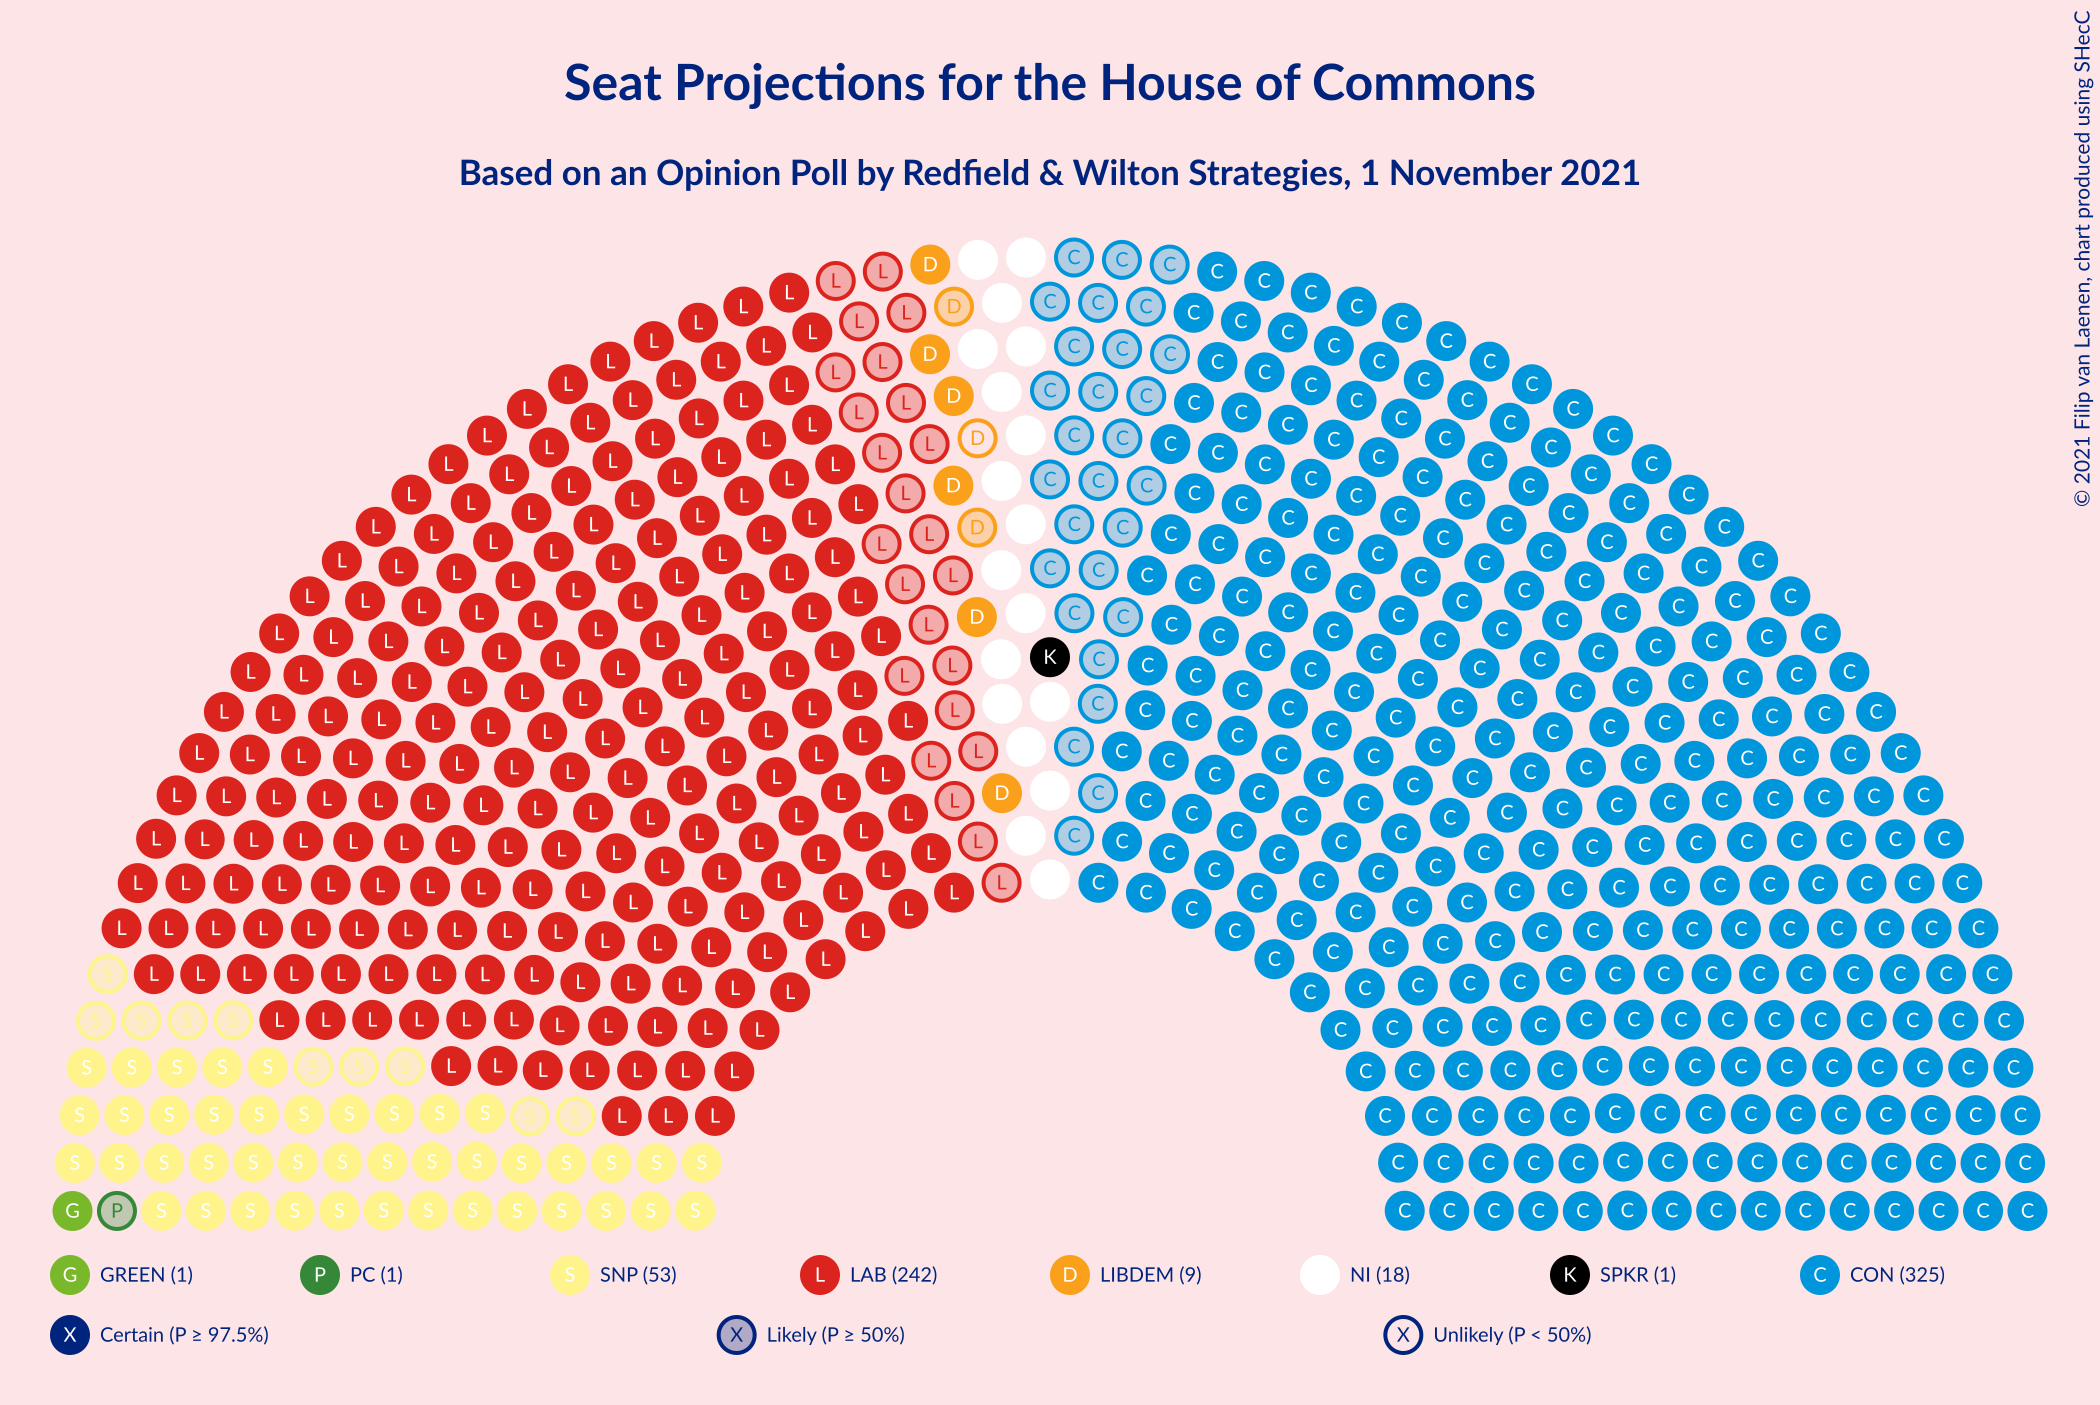 Seat Projections for the House of Commons
Based on an Opinion Poll by Redfield & Wilton Strategies, 1 November 2021
© 2021 Filip van Laenen, chart produced using SHecC
G GREEN (1) P PC (1) S SNP (53) L LAB (242) D LIBDEM (9) NI (18) K SPKR (1) C CON (325)
X Certain (P ≥ 97.5%) X Likely (P ≥ 50%) X Unlikely (P < 50%)